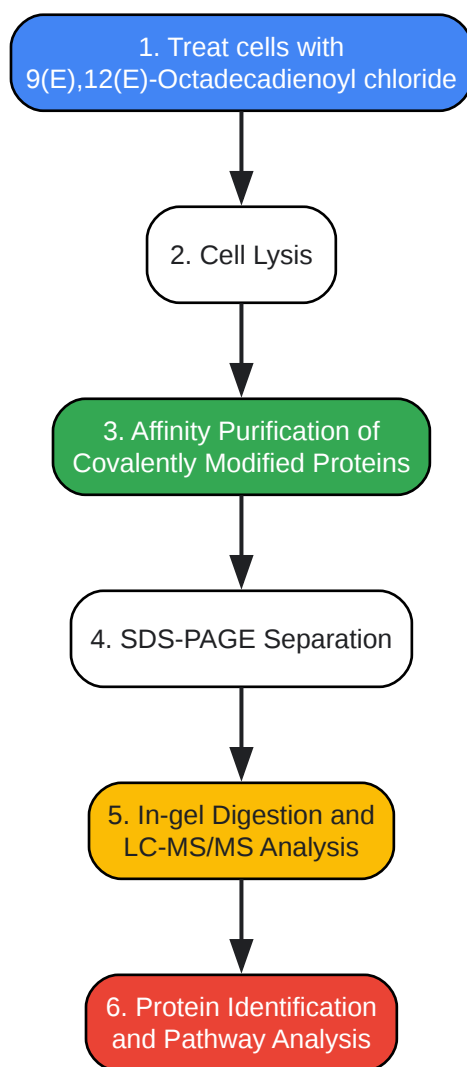 1. Treat cells with
9(E),12(E)-Octadecadienoyl chloride
2. Cell Lysis
3. Affinity Purification of
Covalently Modified Proteins
4. SDS-PAGE Separation
5. In-gel Digestion and
LC-MS/MS Analysis
6. Protein Identification
and Pathway Analysis